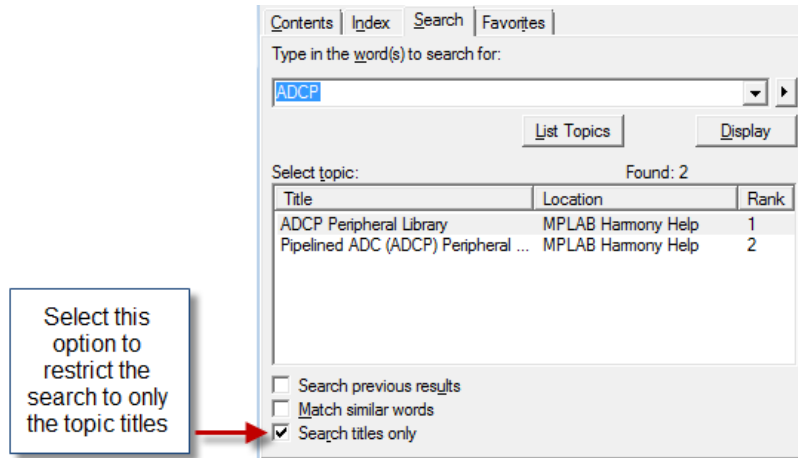 Contents Index Search Favorites
Type in the word(s) to search for:
ADCP
List Topics Display
Select topic: Found: 2
Title Location Rank
ADCP Peripheral Library MPLAB Harmony Help 1
Pipelined ADC (ADCP) Peripheral ... MPLAB Harmony Help 2
Select this
option to
restrict the
search to only
the topic titles
Search previous results
Match similar words
Search titles only